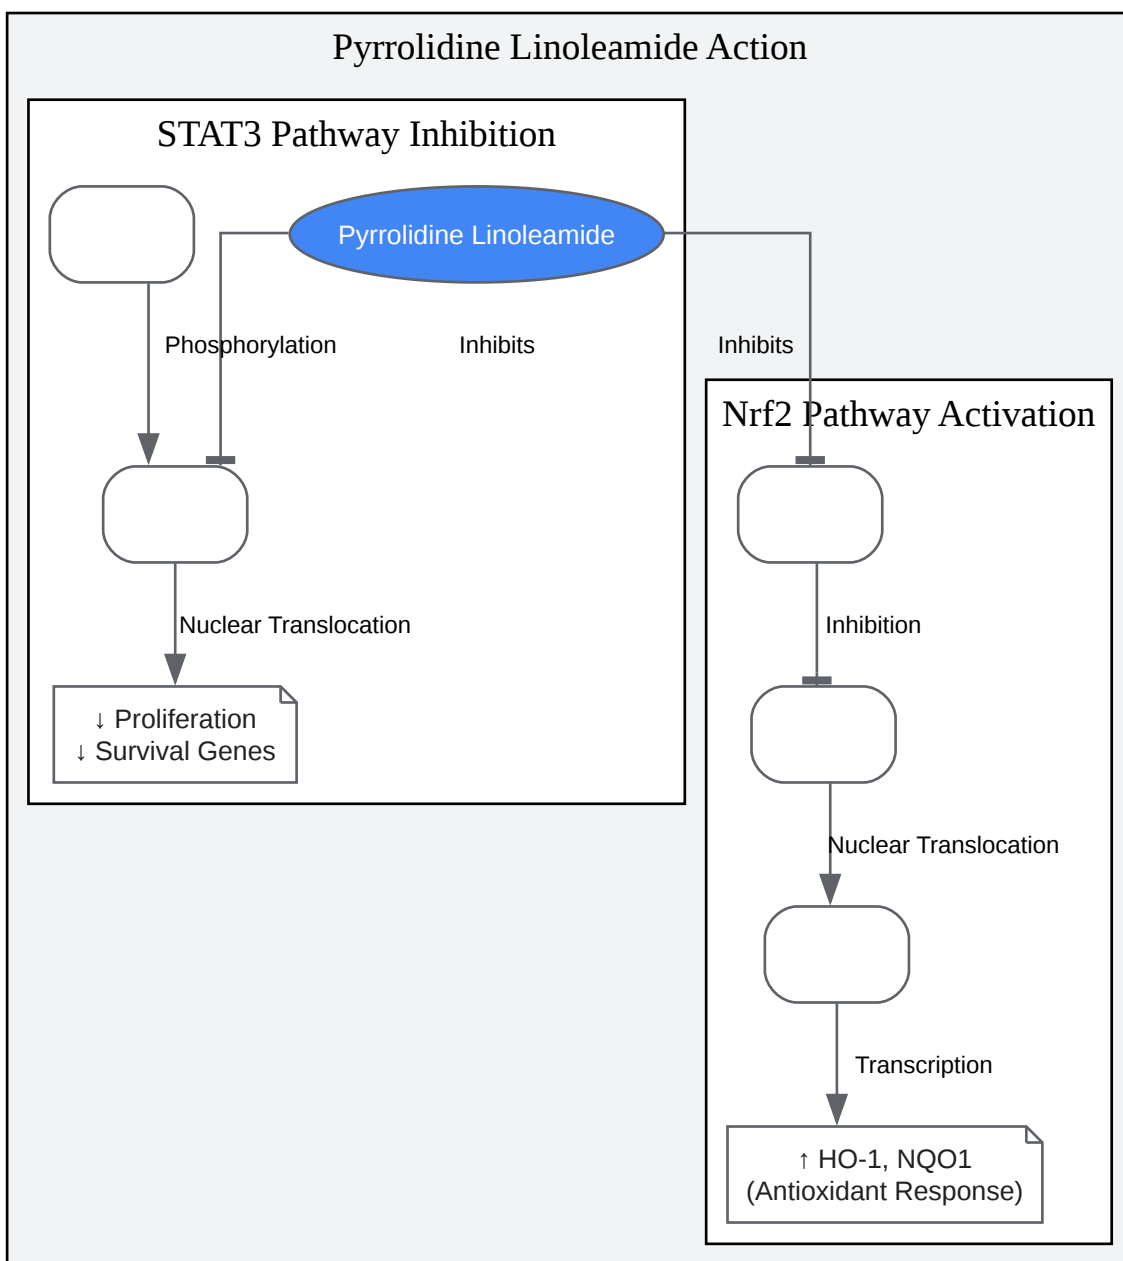 Pyrrolidine Linoleamide Action
STAT3 Pathway Inhibition
Pyrrolidine Linoleamide
Phosphorylation
Inhibits
Inhibits
Nrf2 Pathway Activation
Nuclear Translocation
Inhibition
↓ Proliferation
↓ Survival Genes
Nuclear Translocation
Transcription
↑ HO-1, NQO1
(Antioxidant Response)